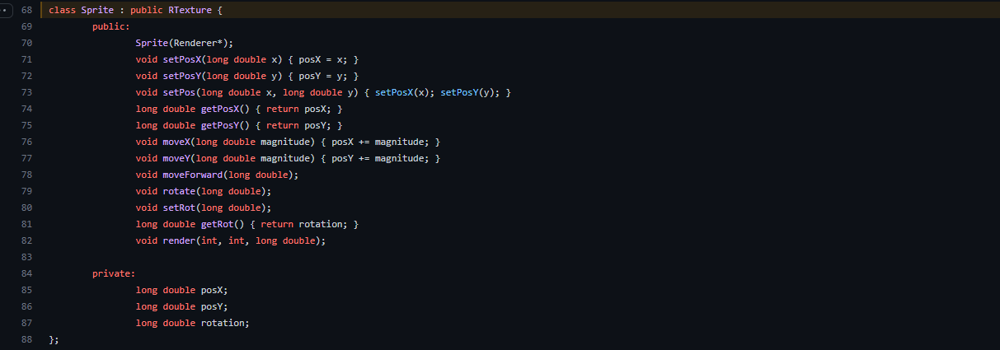 68 class Sprite : public RTexture {
69 public:
70 Sprite(Renderer*);
71 void setPosX(long double x) { posX = x; }
72 void setPosY(long double y) { posY = y; }
73 void setPos(long double x, long double y) { setPosX(x); setPosY(y); }
74 long double getPosX() { return posX; }
75 long double getPosY() { return posY; }
76 void moveX(long double magnitude) { posX += magnitude; }
77 void moveY(long double magnitude) { posY += magnitude; }
78 void moveForward(long double);
79 void rotate(long double);
80 void setRot(long double);
81 long double getRot() { return rotation; }
82 void render(int, int, long double);
83
84 private:
85 long double posX;
86 long double posY;
87 long double rotation;
88 };